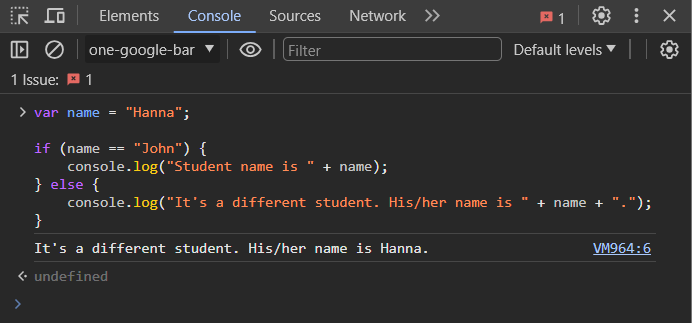 Elements Console Sources Network 1
one-google-bar Filter Default levels
1 Issue: 1
var name = "Hanna";
if (name == "John") {
    console.log("Student name is " + name);
} else {
    console.log("It's a different student. His/her name is " + name + ".");
}
It's a different student. His/her name is Hanna. VM964:6
undefined